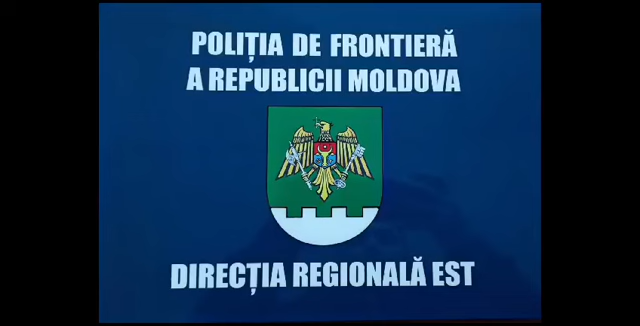 POLIȚIA DE FRONTIERĂ
A REPUBLICII MOLDOVA
DIRECȚIA REGIONALĂ EST